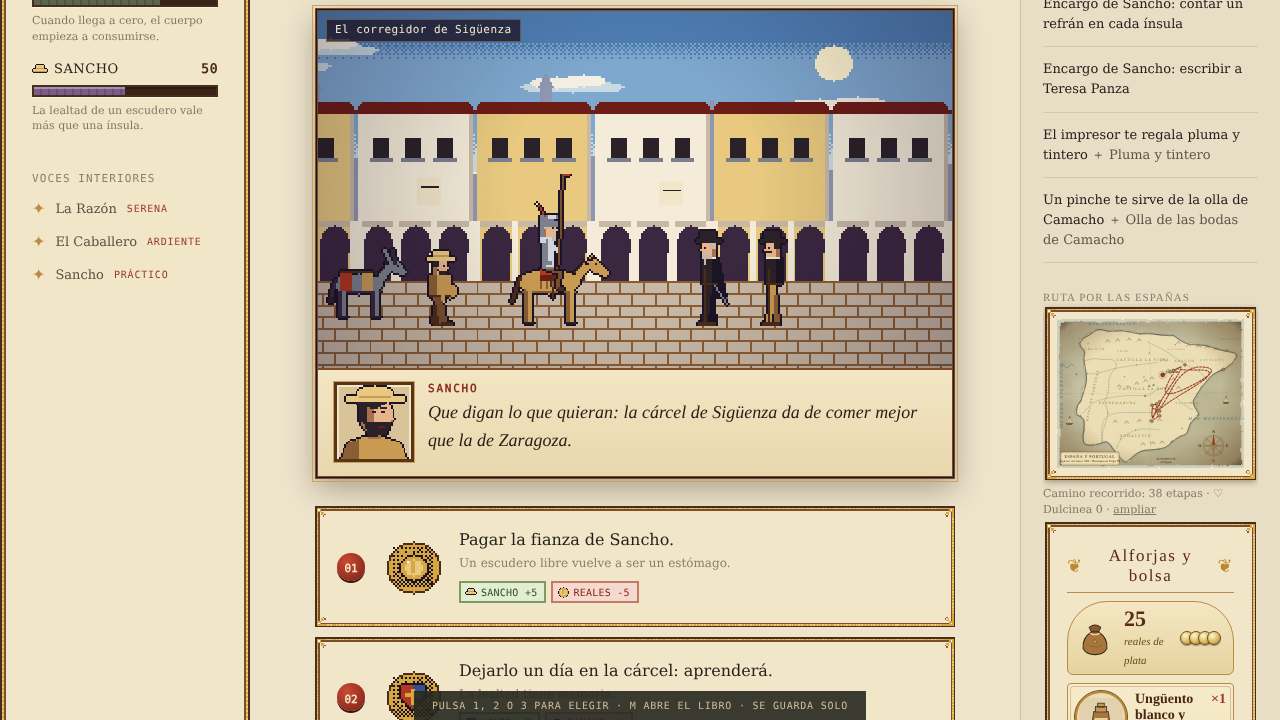 Cuando llega a cero, el cuerpo
empieza a consumirse.
SANCHO 50
La lealtad de un escudero vale
más que una ínsula.
VOCES INTERIORES
La Razón SERENA
El Caballero ARDIENTE
Sancho PRÁCTICO
El corregidor de Sigüenza
SANCHO
Que digan lo que quieran: la cárcel de Sigüenza da de comer mejor
que la de Zaragoza.
01
Pagar la fianza de Sancho.
Un escudero libre vuelve a ser un estómago.
SANCHO +5 REALES -5
02
Dejarlo un día en la cárcel: aprenderá.
PULSA 1, 2 O 3 PARA ELEGIR · M ABRE EL LIBRO · SE GUARDA SOLO
Encargo de Sancho: contar un
refrán en cada ínsula
Encargo de Sancho: escribir a
Teresa Panza
El impresor te regala pluma y
tintero + Pluma y tintero
Un pinche te sirve de la olla de
Camacho + Olla de las bodas
de Camacho
RUTA POR LAS ESPAÑAS
ESPAÑA Y PORTUGAL
Camino recorrido: 38 etapas · ♡
Dulcinea 0 · ampliar
Alforjas y
bolsa
25
reales de
plata
Ungüento ×1
blanco y